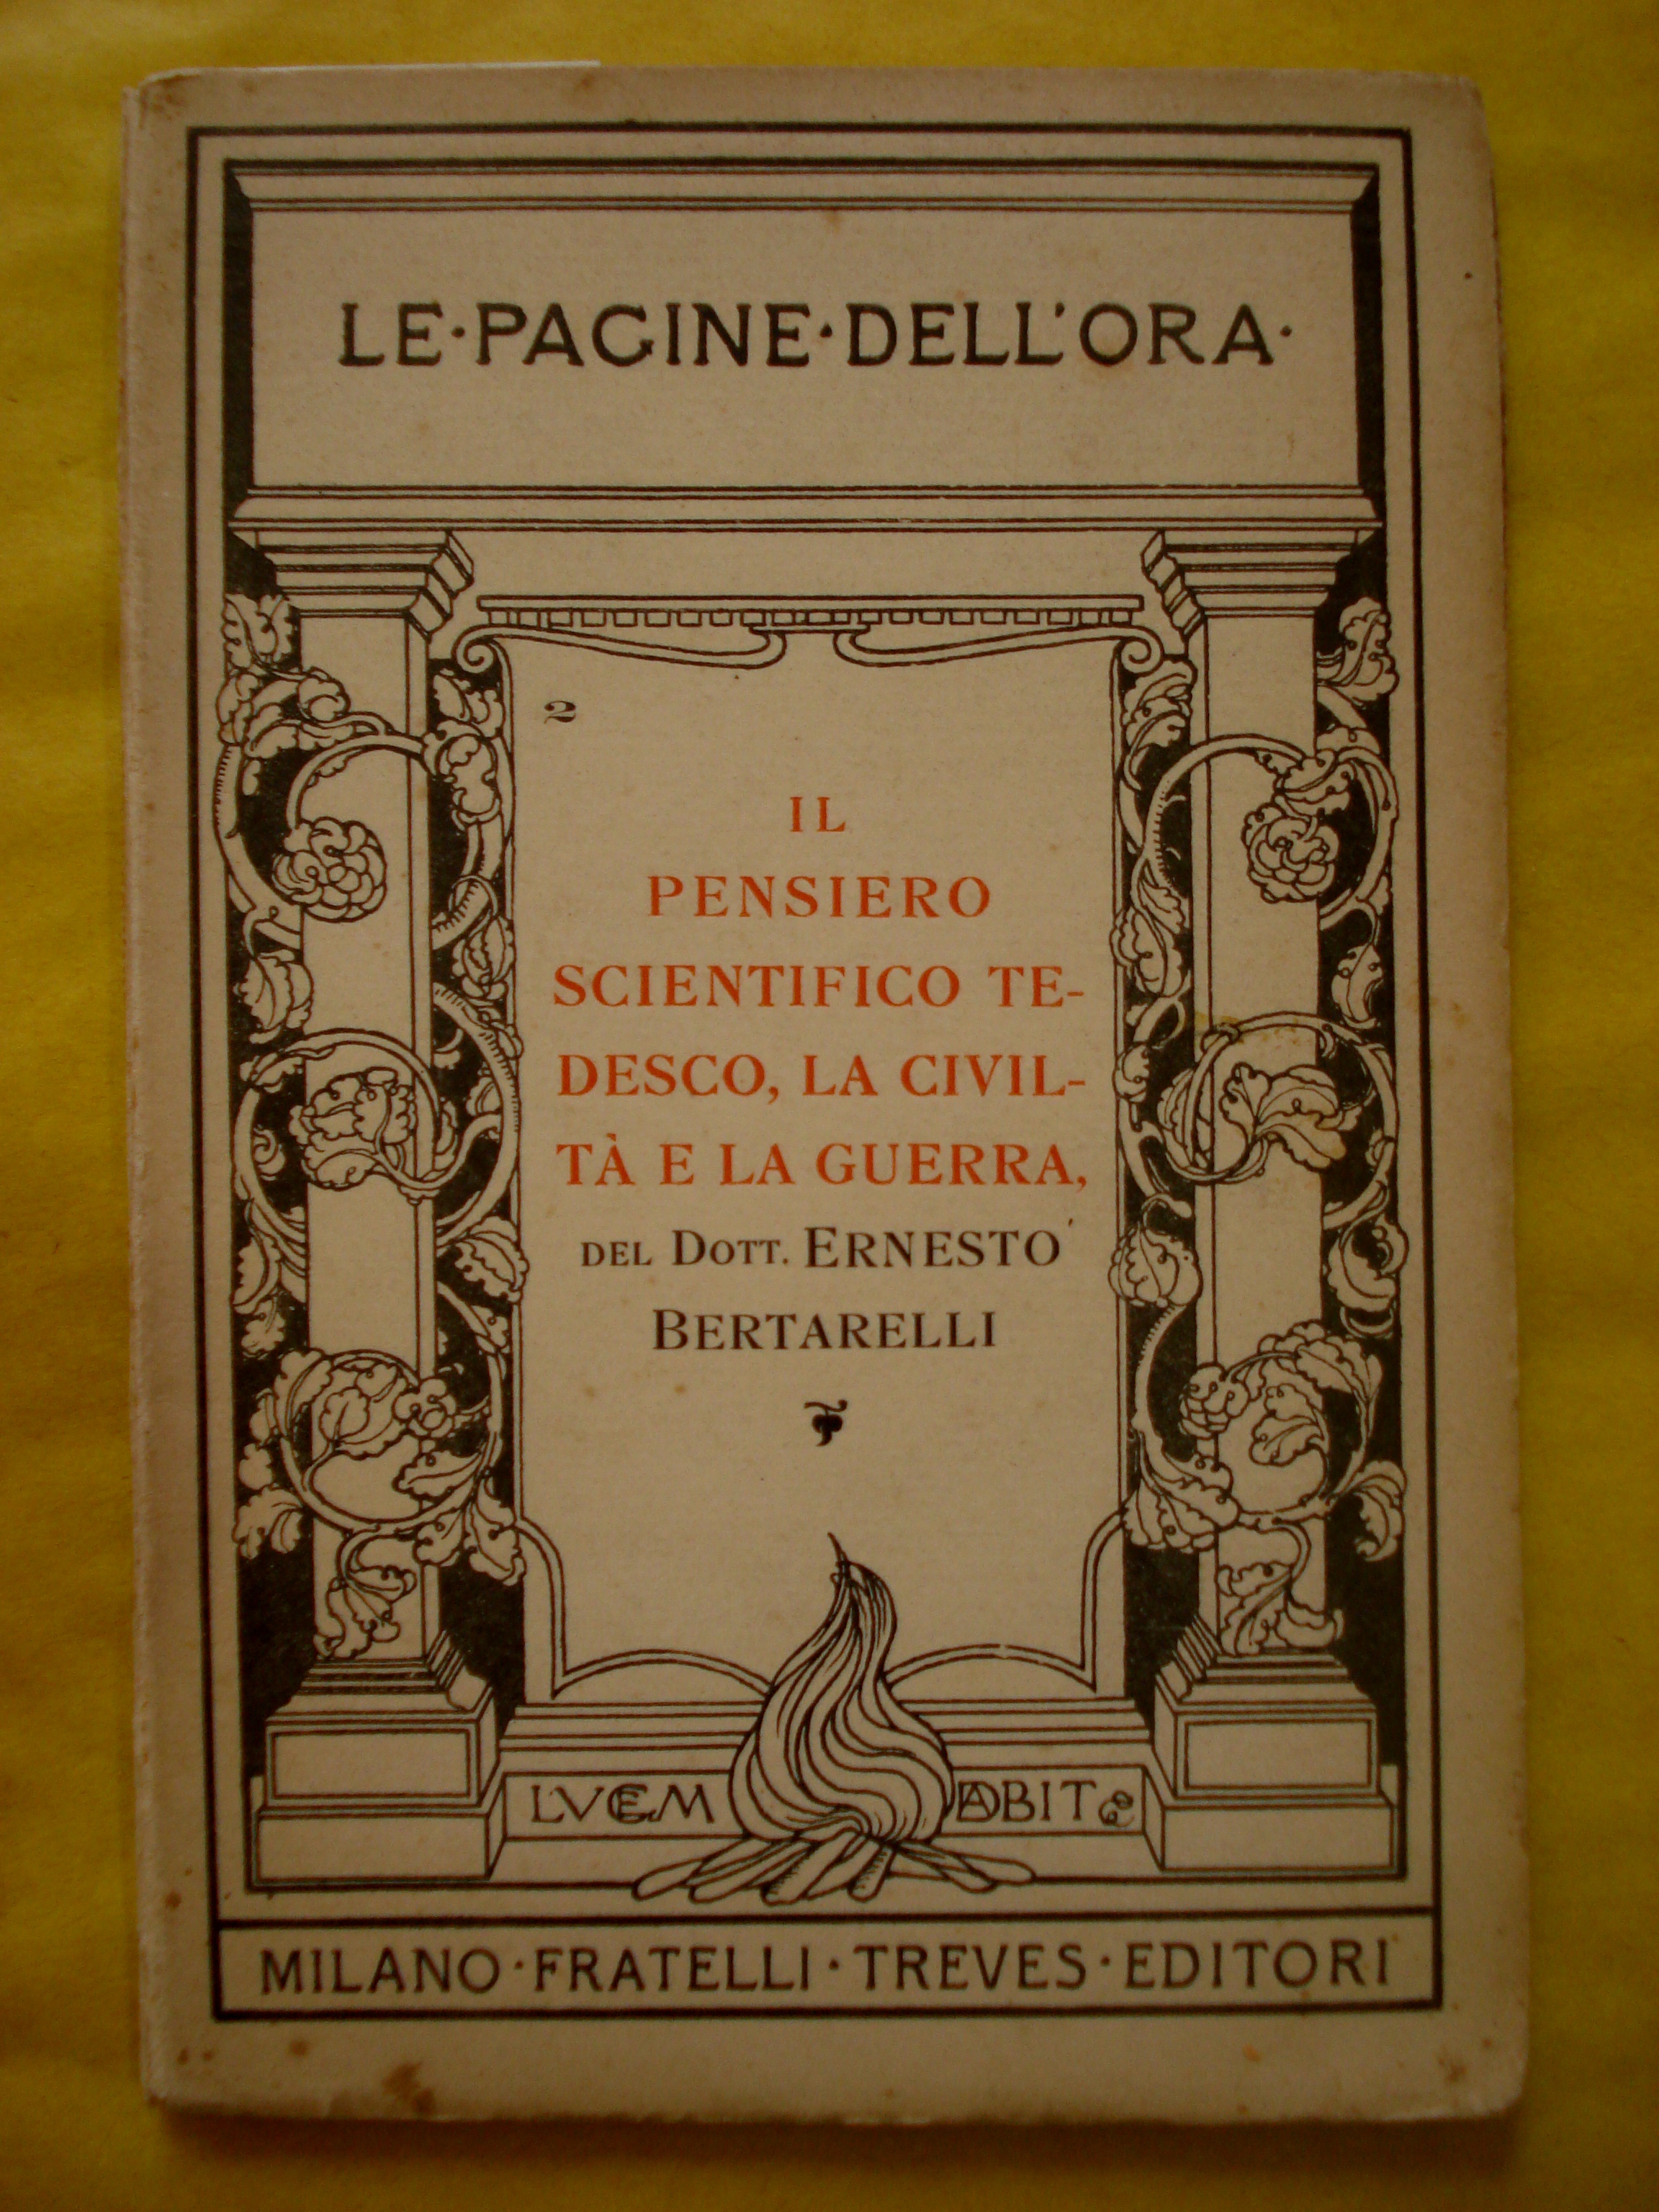 LE·PAGINE·DELL'ORA·
2
IL
PENSIERO
SCIENTIFICO TE-
DESCO, LA CIVIL-
TÀ E LA GUERRA,
DEL DOTT. ERNESTO
BERTARELLI
LVCEM DABIT
MILANO·FRATELLI·TREVES·EDITORI